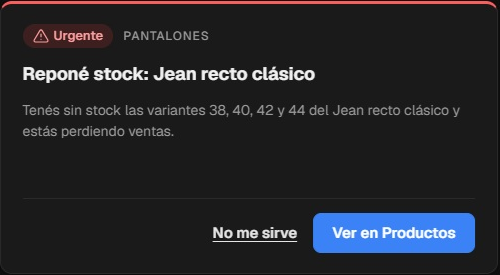 Urgente PANTALONES
Reponé stock: Jean recto clásico
Tenés sin stock las variantes 38, 40, 42 y 44 del Jean recto clásico y
estás perdiendo ventas.
No me sirve Ver en Productos